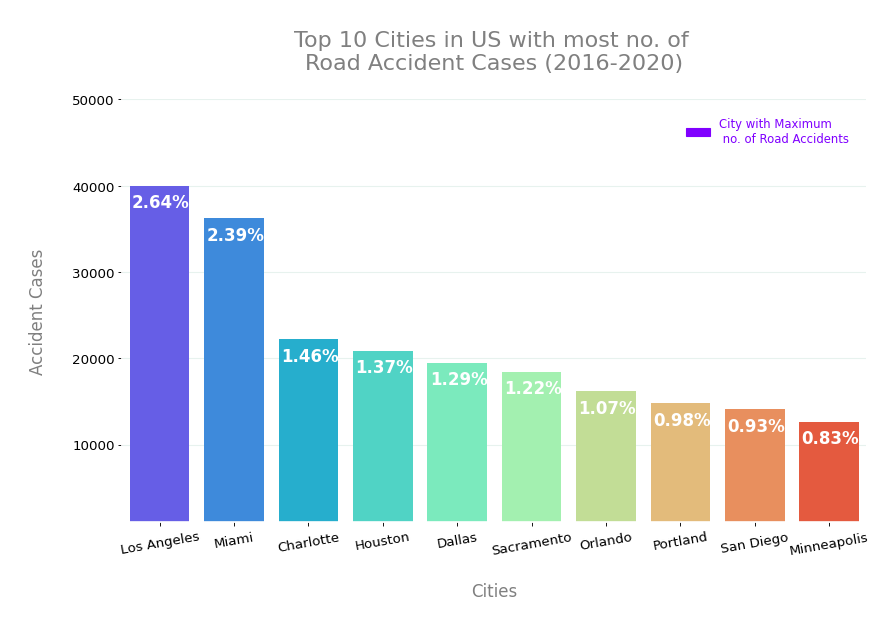 Top 10 Cities in US with most no. of
Road Accident Cases (2016-2020)
50000
City with Maximum
no. of Road Accidents
40000
2.64%
2.39%
30000
Accident Cases
20000
1.46%
1.37%
1.29%
1.22%
1.07%
0.98%
0.93%
0.83%
10000
Los Angeles
Miami
Charlotte
Houston
Dallas
Sacramento
Orlando
Portland
San Diego
Minneapolis
Cities